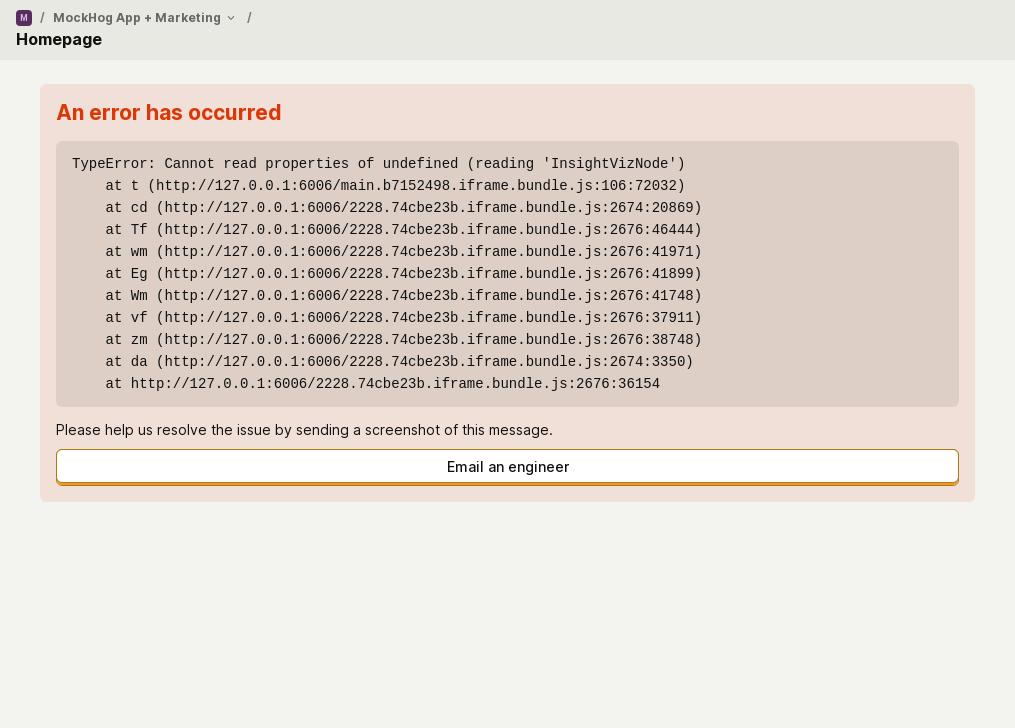 M / MockHog App + Marketing /
Homepage
An error has occurred
TypeError: Cannot read properties of undefined (reading 'InsightVizNode')
at t (http://127.0.0.1:6006/main.b7152498.iframe.bundle.js:106:72032)
at cd (http://127.0.0.1:6006/2228.74cbe23b.iframe.bundle.js:2674:20869)
at Tf (http://127.0.0.1:6006/2228.74cbe23b.iframe.bundle.js:2676:46444)
at wm (http://127.0.0.1:6006/2228.74cbe23b.iframe.bundle.js:2676:41971)
at Eg (http://127.0.0.1:6006/2228.74cbe23b.iframe.bundle.js:2676:41899)
at Wm (http://127.0.0.1:6006/2228.74cbe23b.iframe.bundle.js:2676:41748)
at vf (http://127.0.0.1:6006/2228.74cbe23b.iframe.bundle.js:2676:37911)
at zm (http://127.0.0.1:6006/2228.74cbe23b.iframe.bundle.js:2676:38748)
at da (http://127.0.0.1:6006/2228.74cbe23b.iframe.bundle.js:2674:3350)
at http://127.0.0.1:6006/2228.74cbe23b.iframe.bundle.js:2676:36154
Please help us resolve the issue by sending a screenshot of this message.
Email an engineer